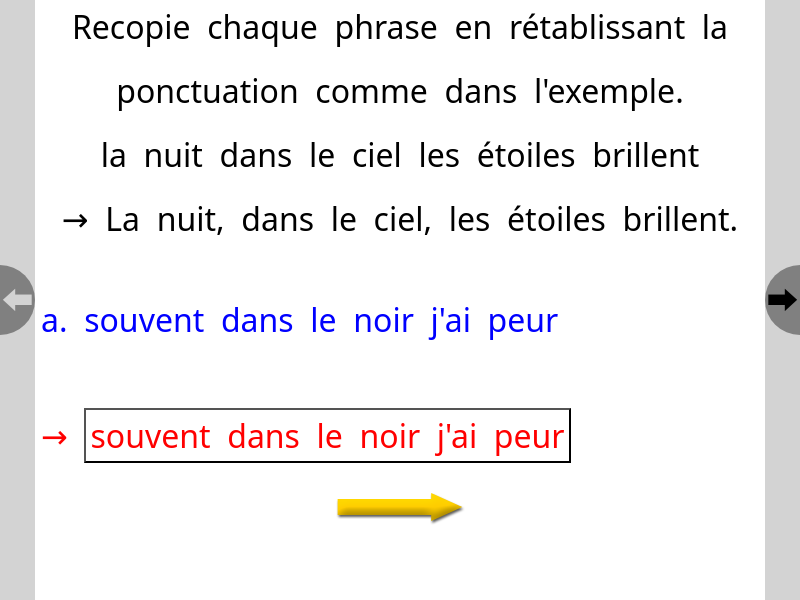 Recopie chaque phrase en rétablissant la
ponctuation comme dans l'exemple.
la nuit dans le ciel les étoiles brillent
→ La nuit, dans le ciel, les étoiles brillent.
a. souvent dans le noir j'ai peur
→ souvent dans le noir j'ai peur